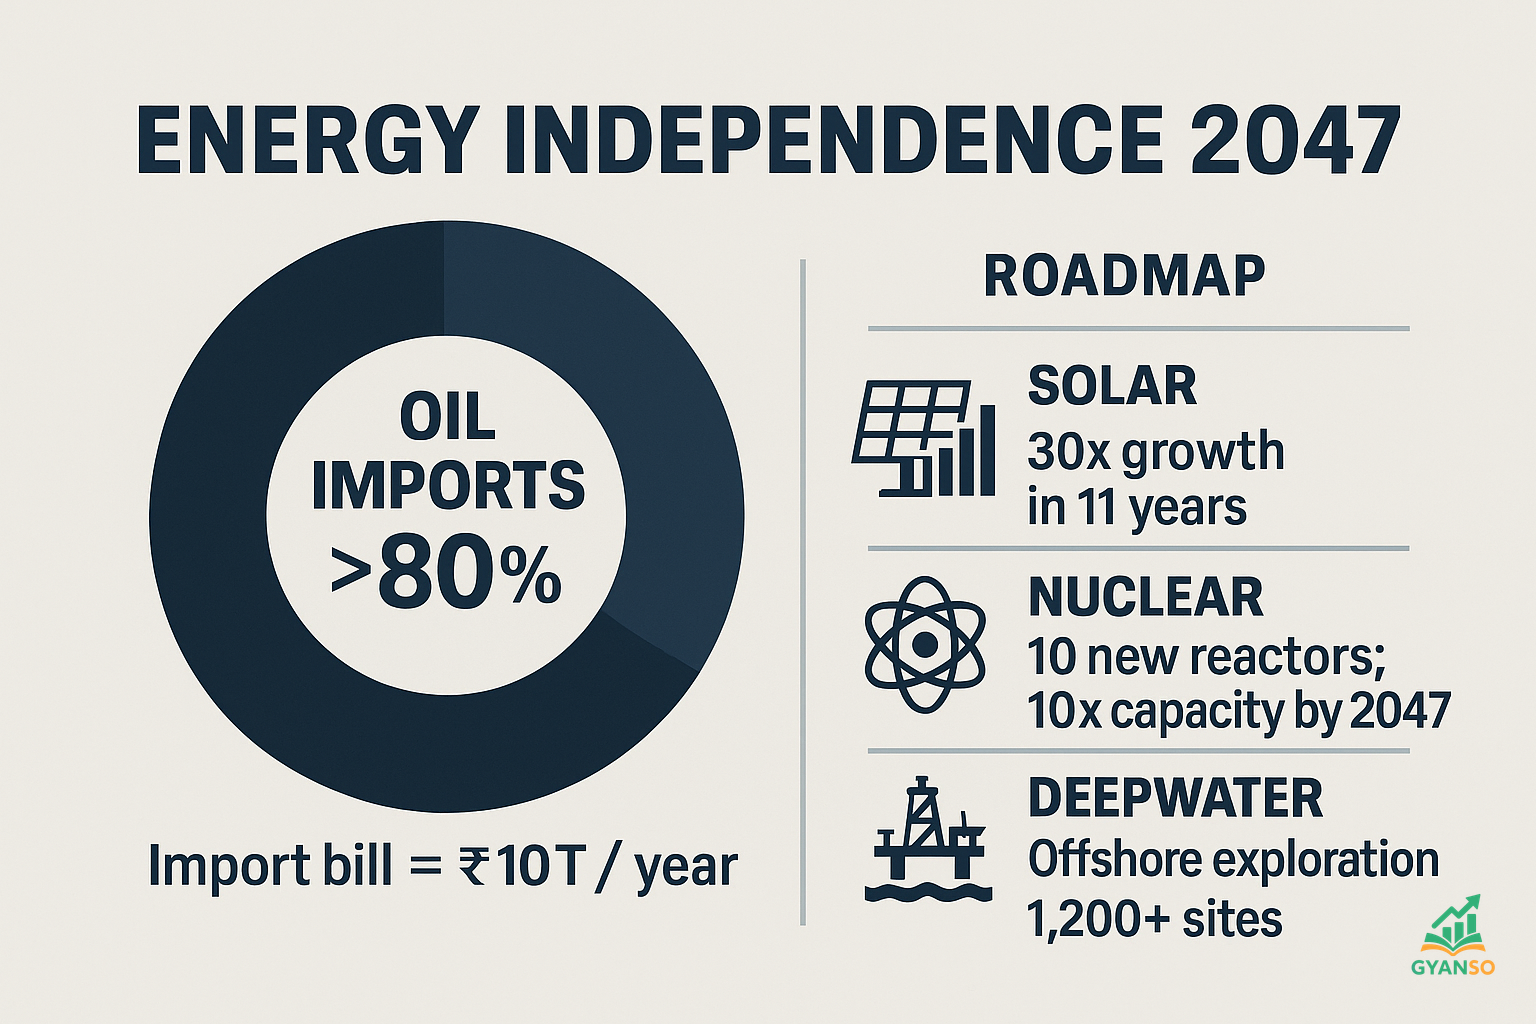 ENERGY INDEPENDENCE 2047
OIL
IMPORTS
>80%
Import bill = ₹10T / year
ROADMAP
SOLAR
30x growth
in 11 years
NUCLEAR
10 new reactors;
10x capacity by 2047
DEEPWATER
Offshore exploration
1,200+ sites
GYANSO